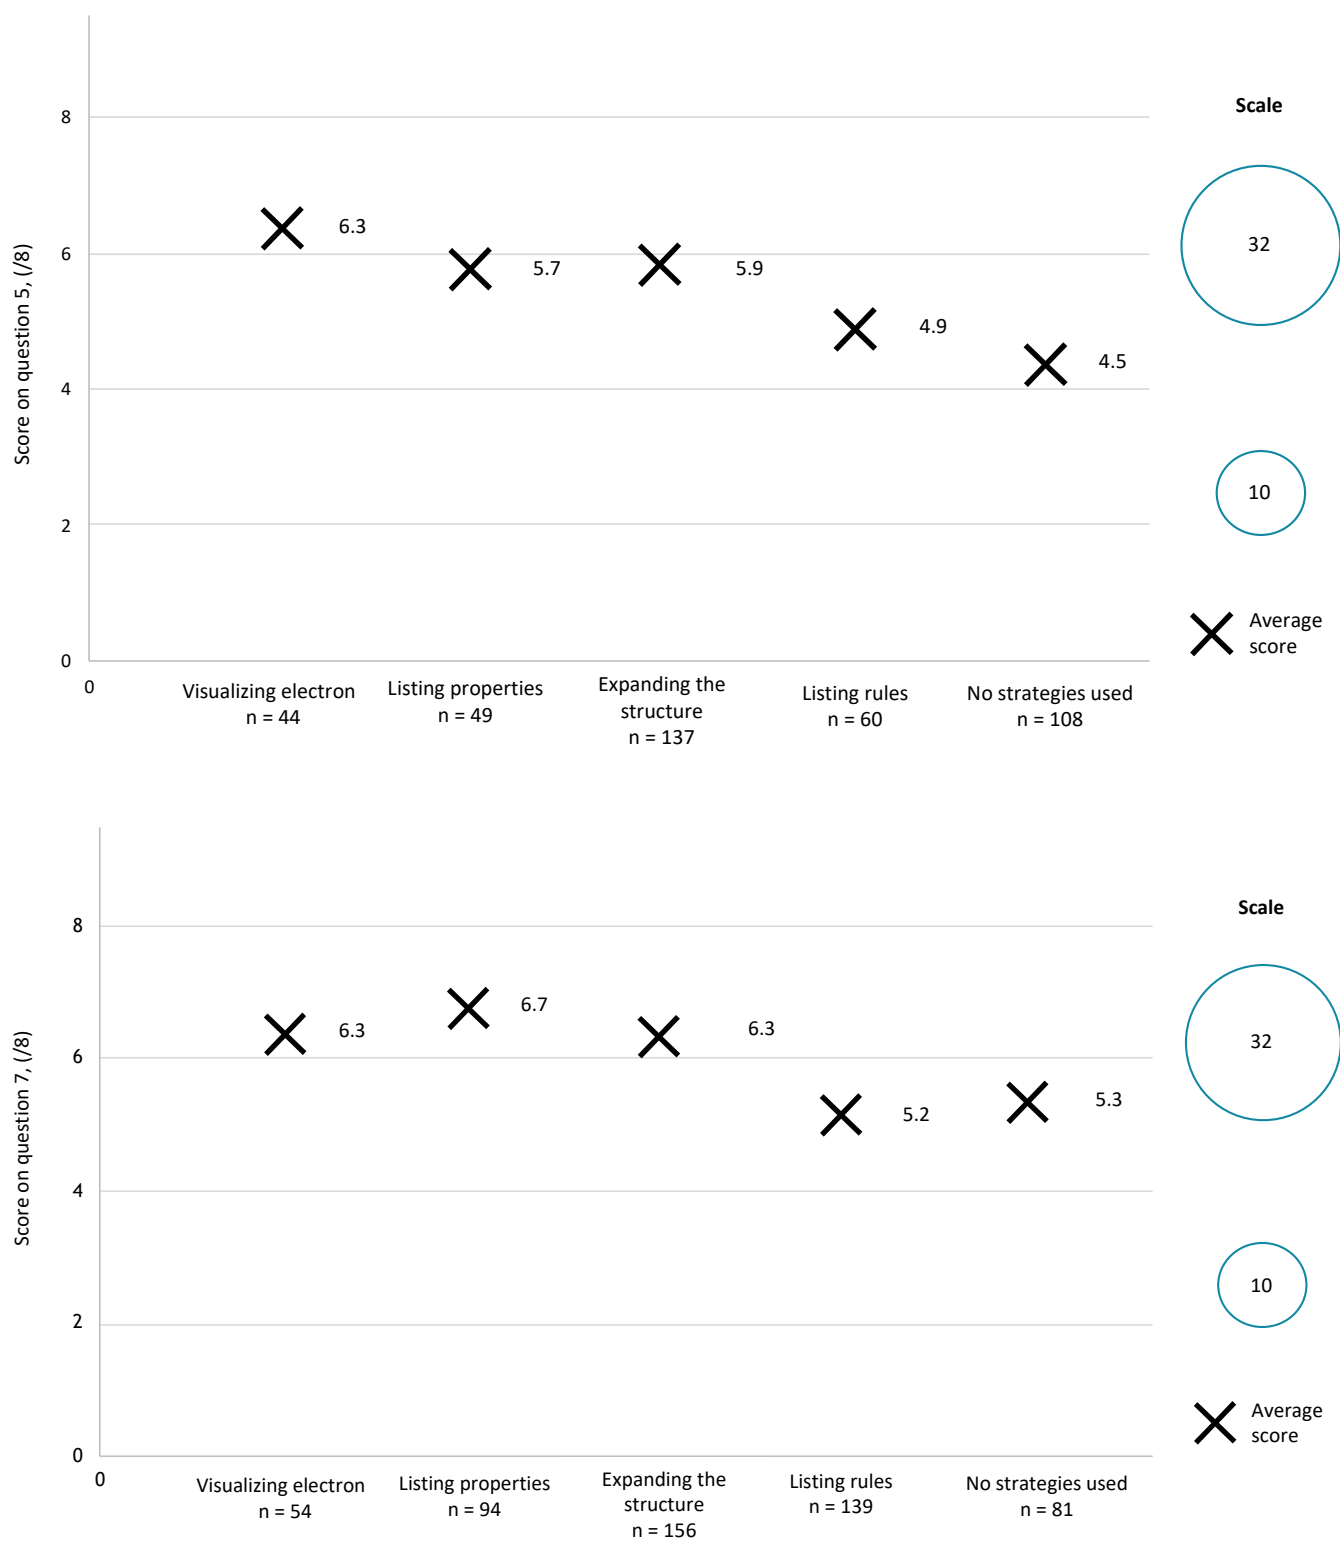 Scale
8
32
6.3
6
5.7
5.9
Score on question 5, (/8)
4.9
4.5
4
10
2
Average
score
0
0
Visualizing electron
n = 44
Listing properties
n = 49
Expanding the
structure
n = 137
Listing rules
n = 60
No strategies used
n = 108
Scale
8
6.7
6.3
6.3
32
6
Score on question 7, (/8)
5.2
5.3
4
10
2
Average
score
0
0
Visualizing electron
n = 54
Listing properties
n = 94
Expanding the
structure
n = 156
Listing rules
n = 139
No strategies used
n = 81